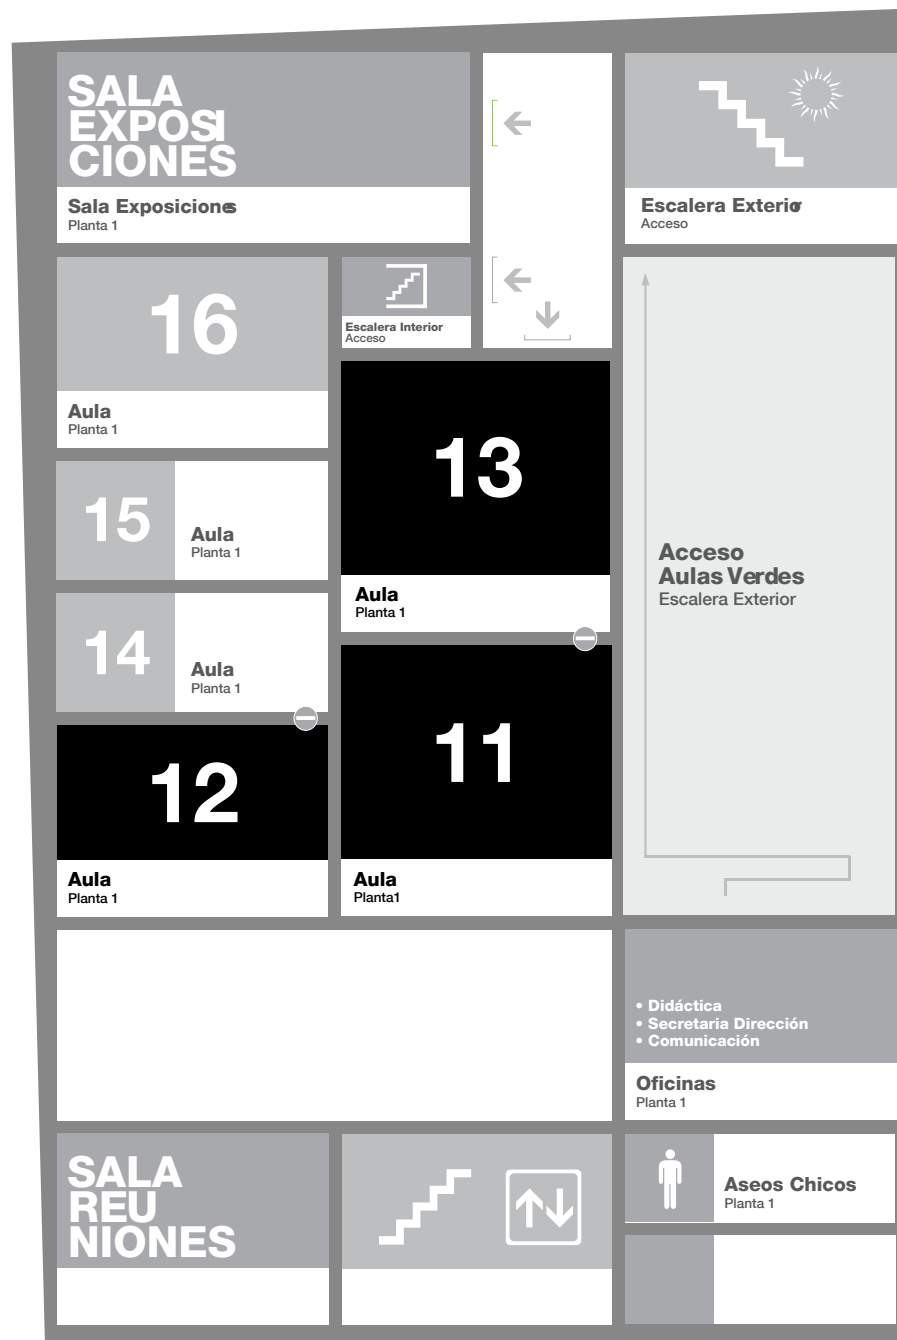 SALA
EXPOSI
CIONES
Sala Exposiciones
Planta 1
Escalera Exterior
Acceso
16
Aula
Planta 1
Escalera Interior
Acceso
13
Aula
Planta 1
15
Aula
Planta 1
14
Aula
Planta 1
Acceso
Aulas Verdes
Escalera Exterior
12
Aula
Planta 1
11
Aula
Planta1
• Didáctica
• Secretaria Dirección
• Comunicación
Oficinas
Planta 1
SALA
REU
NIONES
Aseos Chicos
Planta 1